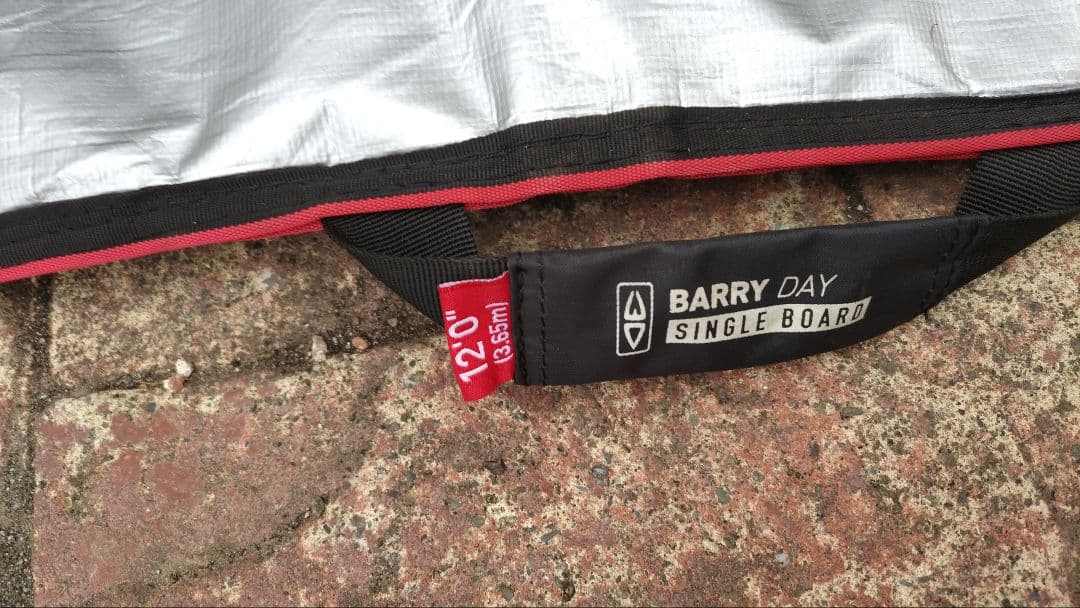 12'0"
(3.65m)
BARRY DAY
SINGLE BOARD